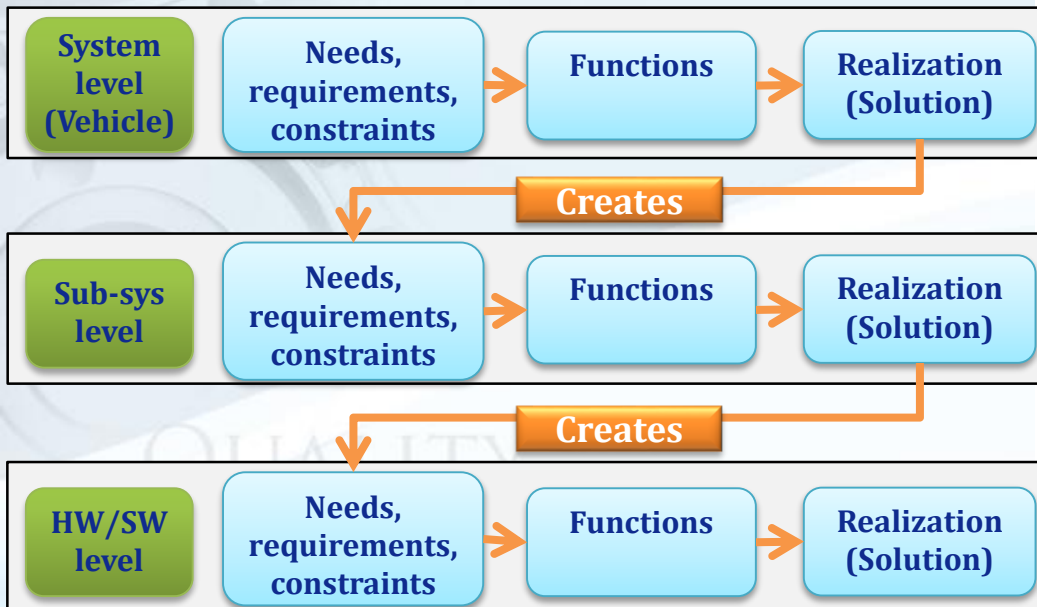 System
level
(Vehicle)
Needs,
requirements,
constraints
Functions
Realization
(Solution)
Creates
Sub-sys
level
Needs,
requirements,
constraints
Functions
Realization
(Solution)
Creates
QUALITY
HW/SW
level
Needs,
requirements,
constraints
Functions
Realization
(Solution)